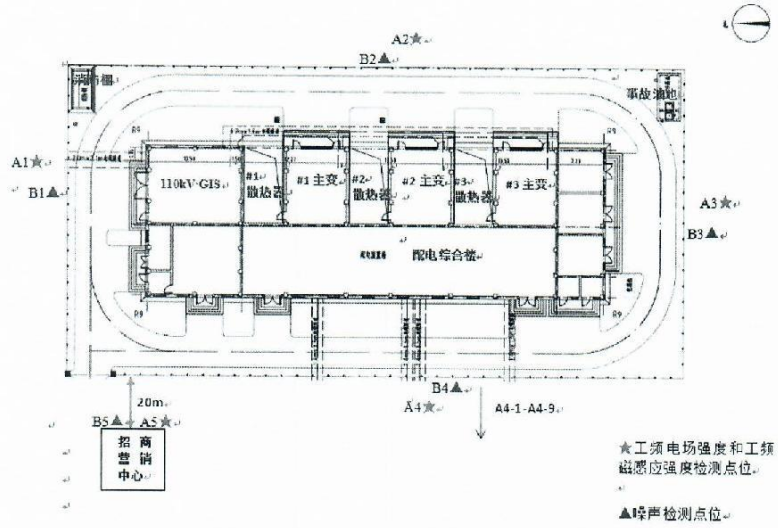 A2★
B2▲
事故油池
R9
R9
A1★
B1▲
110kV·GIS
#1
散热器
#1 主变
#2
散热器
#2 主变
#3
散热器
#3 主变
A3★
B3▲
配电综合楼
R9
R9
B4▲
A4★
A4-1-A4-9
20m
B5▲ A5★
招 商
营 销
中心
★工频电场强度和工频
磁感应强度检测点位
▲噪声检测点位